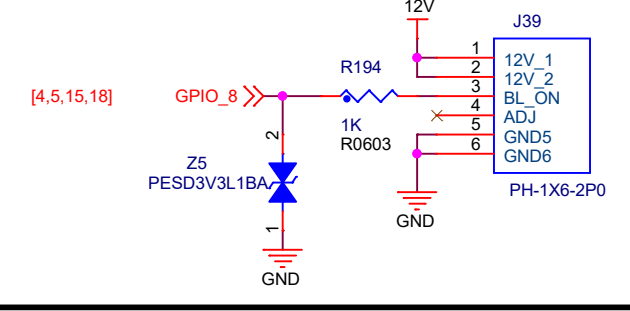 12V
J39
1 12V_1
2 12V_2
3 BL_ON
4 ADJ
5 GND5
6 GND6
PH-1X6-2P0
R194
1K
R0603
[4,5,15,18] GPIO_8
2
Z5
PESD3V3L1BA
1
GND
GND